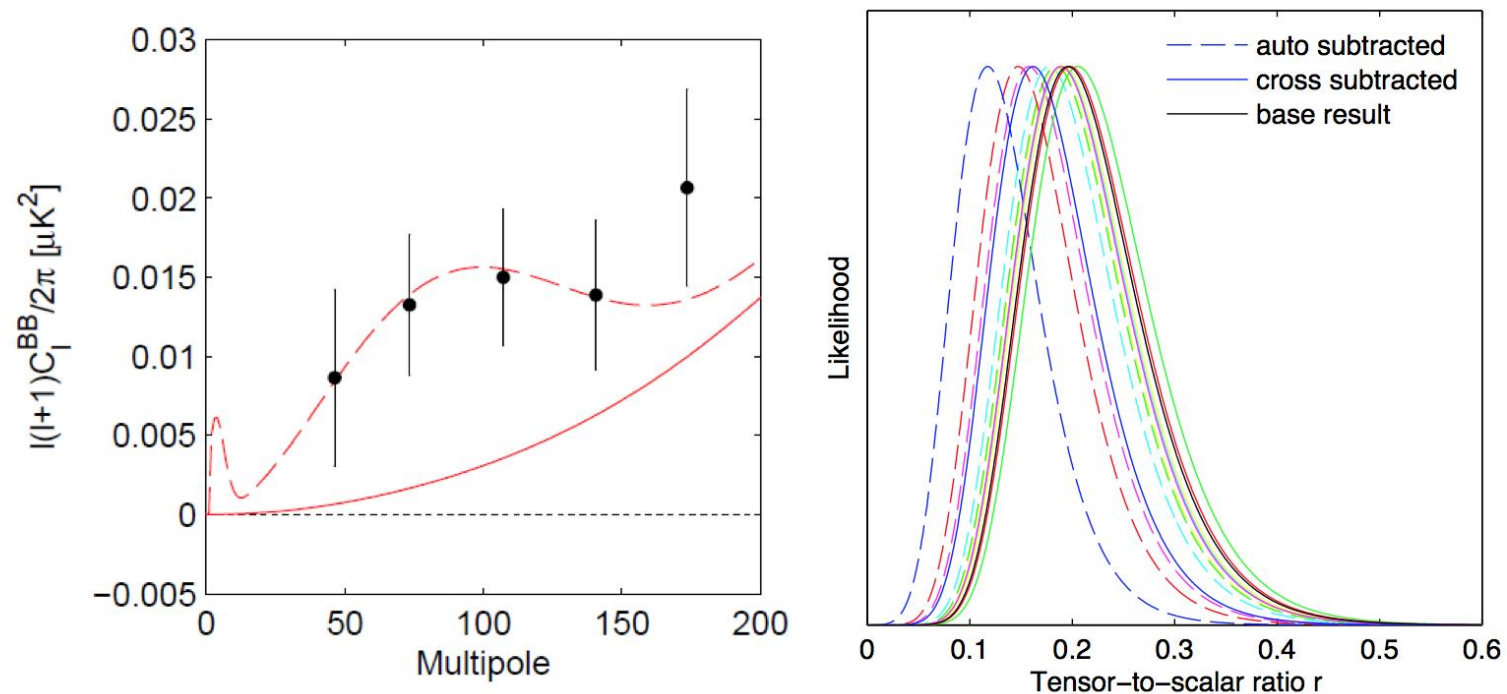 0.03
0.025
0.02
0.015
0.01
0.005
0
−0.005
l(l+1)C_l^BB/2π [μK²]
0 50 100 150 200
Multipole
auto subtracted
cross subtracted
base result
Likelihood
0 0.1 0.2 0.3 0.4 0.5 0.6
Tensor−to−scalar ratio r